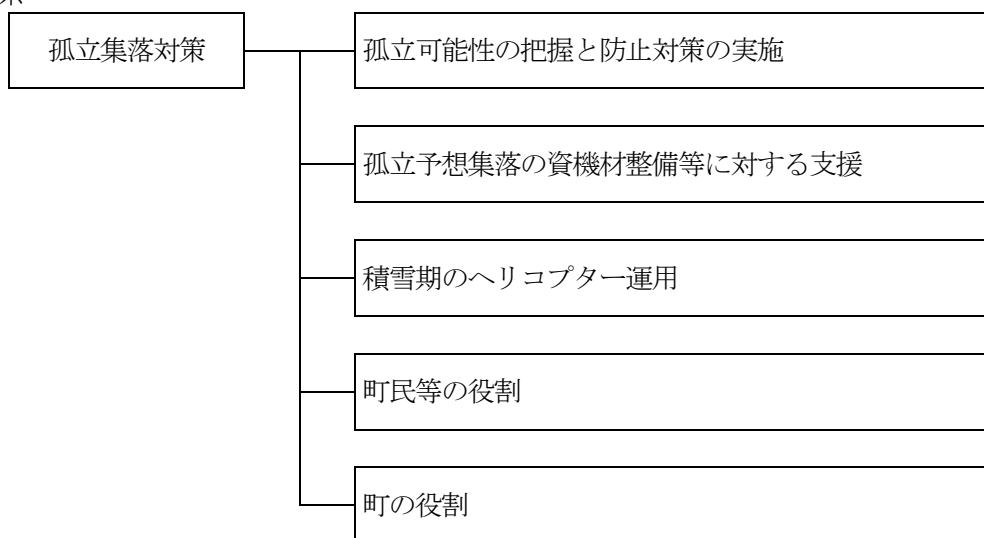 孤立集落対策
孤立可能性の把握と防止対策の実施
孤立予想集落の資機材整備等に対する支援
積雪期のヘリコプター運用
町民等の役割
町の役割